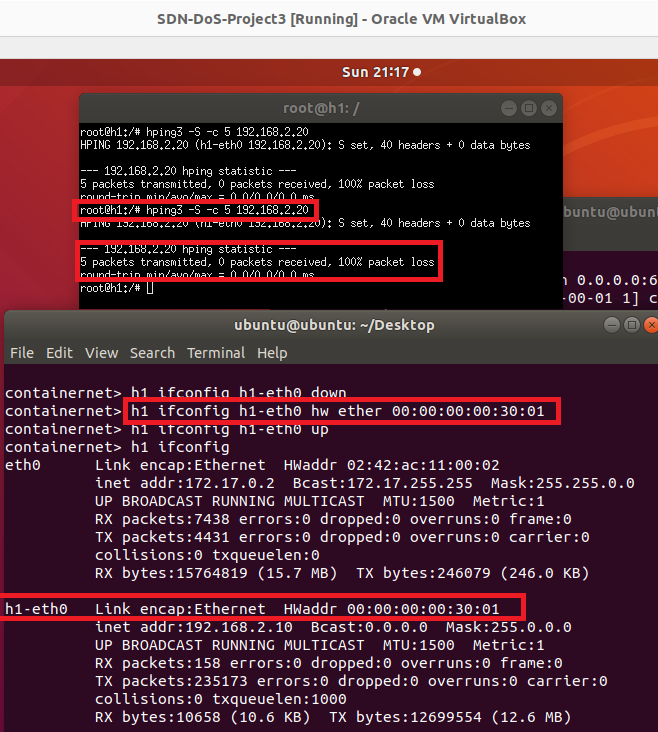 SDN-DoS-Project3 [Running] - Oracle VM VirtualBox
Sun 21:17
root@h1: /
root@h1:/# hping3 -S -c 5 192.168.2.20
HPING 192.168.2.20 (h1-eth0 192.168.2.20): S set, 40 headers + 0 data bytes
--- 192.168.2.20 hping statistic ---
5 packets transmitted, 0 packets received, 100% packet loss
round-trip min/avg/max = 0.0/0.0/0.0 ms
root@h1:/# hping3 -S -c 5 192.168.2.20
HPING 192.168.2.20 (h1-eth0 192.168.2.20): S set, 40 headers + 0 data bytes
--- 192.168.2.20 hping statistic ---
5 packets transmitted, 0 packets received, 100% packet loss
round-trip min/avg/max = 0.0/0.0/0.0 ms
root@h1:/#
buntu@ubuntu
n 0.0.0.0:6
-00-01 1] c
ubuntu@ubuntu: ~/Desktop
File Edit View Search Terminal Help
containernet> h1 ifconfig h1-eth0 down
containernet> h1 ifconfig h1-eth0 hw ether 00:00:00:00:30:01
containernet> h1 ifconfig h1-eth0 up
containernet> h1 ifconfig
eth0 Link encap:Ethernet HWaddr 02:42:ac:11:00:02
inet addr:172.17.0.2 Bcast:172.17.255.255 Mask:255.255.0.0
UP BROADCAST RUNNING MULTICAST MTU:1500 Metric:1
RX packets:7438 errors:0 dropped:0 overruns:0 frame:0
TX packets:4431 errors:0 dropped:0 overruns:0 carrier:0
collisions:0 txqueuelen:0
RX bytes:15764819 (15.7 MB) TX bytes:246079 (246.0 KB)
h1-eth0 Link encap:Ethernet HWaddr 00:00:00:00:30:01
inet addr:192.168.2.10 Bcast:0.0.0.0 Mask:255.0.0.0
UP BROADCAST RUNNING MULTICAST MTU:1500 Metric:1
RX packets:158 errors:0 dropped:0 overruns:0 frame:0
TX packets:235173 errors:0 dropped:0 overruns:0 carrier:0
collisions:0 txqueuelen:1000
RX bytes:10658 (10.6 KB) TX bytes:12699554 (12.6 MB)